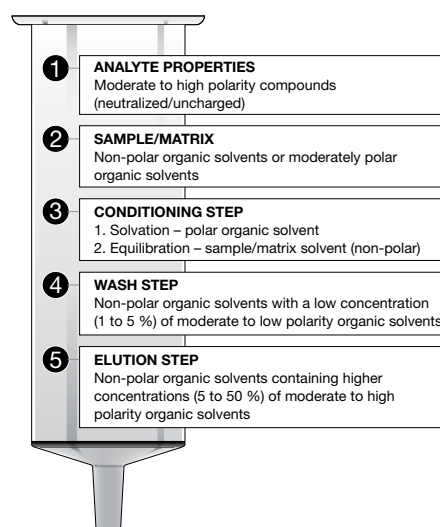 1 ANALYTE PROPERTIES
Moderate to high polarity compounds
(neutralized/uncharged)
2 SAMPLE/MATRIX
Non-polar organic solvents or moderately polar
organic solvents
3 CONDITIONING STEP
1. Solvation – polar organic solvent
2. Equilibration – sample/matrix solvent (non-polar)
4 WASH STEP
Non-polar organic solvents with a low concentration
(1 to 5 %) of moderate to low polarity organic solvents
5 ELUTION STEP
Non-polar organic solvents containing higher
concentrations (5 to 50 %) of moderate to high
polarity organic solvents